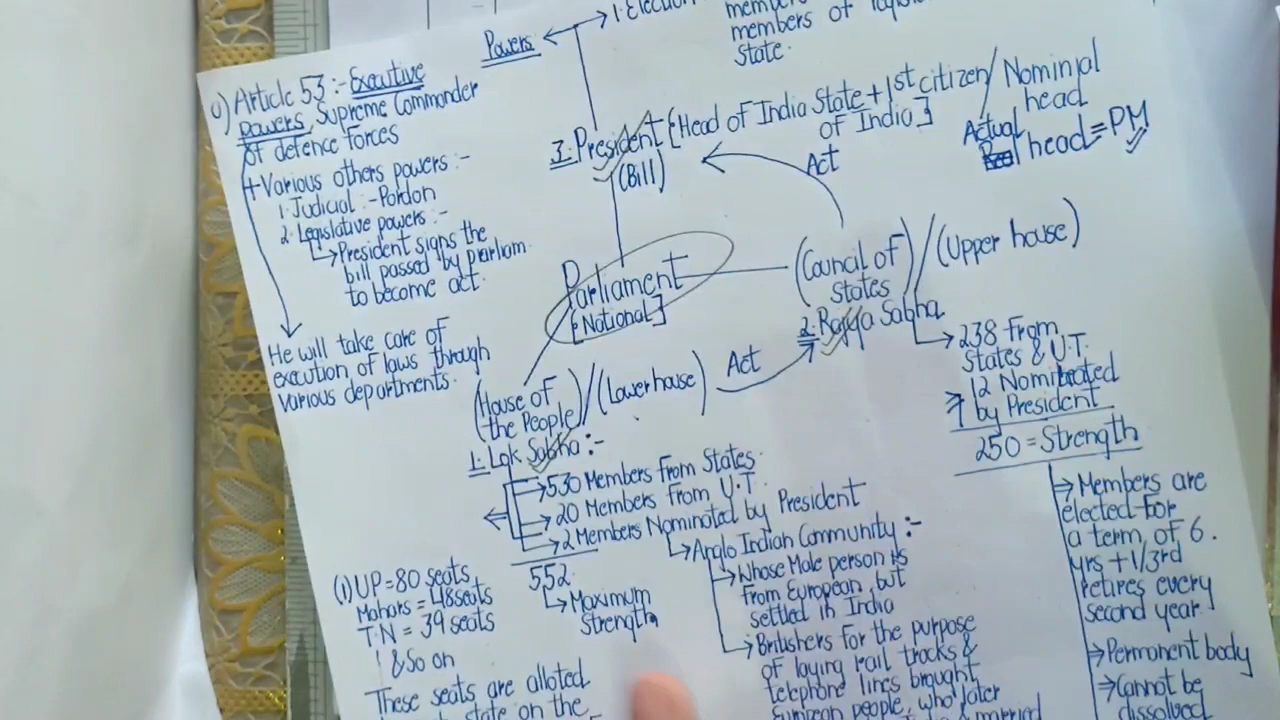 1. Election
Powers
members of
State.
a) Article 53 :- Executive
powers, Supreme Commander
of defence forces
+Various others powers :-
1. Judicial :- Pardon
2. Legislative powers :-
President signs the
bill passed by parliam.
to become act.
He will take care of
execution of laws through
various departments.
3. President [Head of India State + 1st citizen/ Nominal
of India]
head
Actual
head = PM
(Bill)
Act
Parliament
[National]
(Council of
States)
/(Upper house)
2. Rajya Sabha
238 From
States & U.T.
12 Nominated
by President
250 = Strength
Members are
elected for
a term of 6.
yrs + 1/3rd
retires every
second year
Permanent body
Cannot be
dissolved
(House of
the People)
/(Lower house)
Act
1. Lok Sabha :-
530 Members From States.
20 Members From U.T.
2 Members Nominated by President
552
Maximum
Strength
Anglo Indian Community :-
Whose Male person is
from European, but
settled in India
Britishers for the purpose
of laying rail tracks &
telephone lines brought
European people, who later
& married
(1) UP = 80 seats
Mahars = 48 seats
T.N = 39 seats
& So on
These seats are alloted
state on the